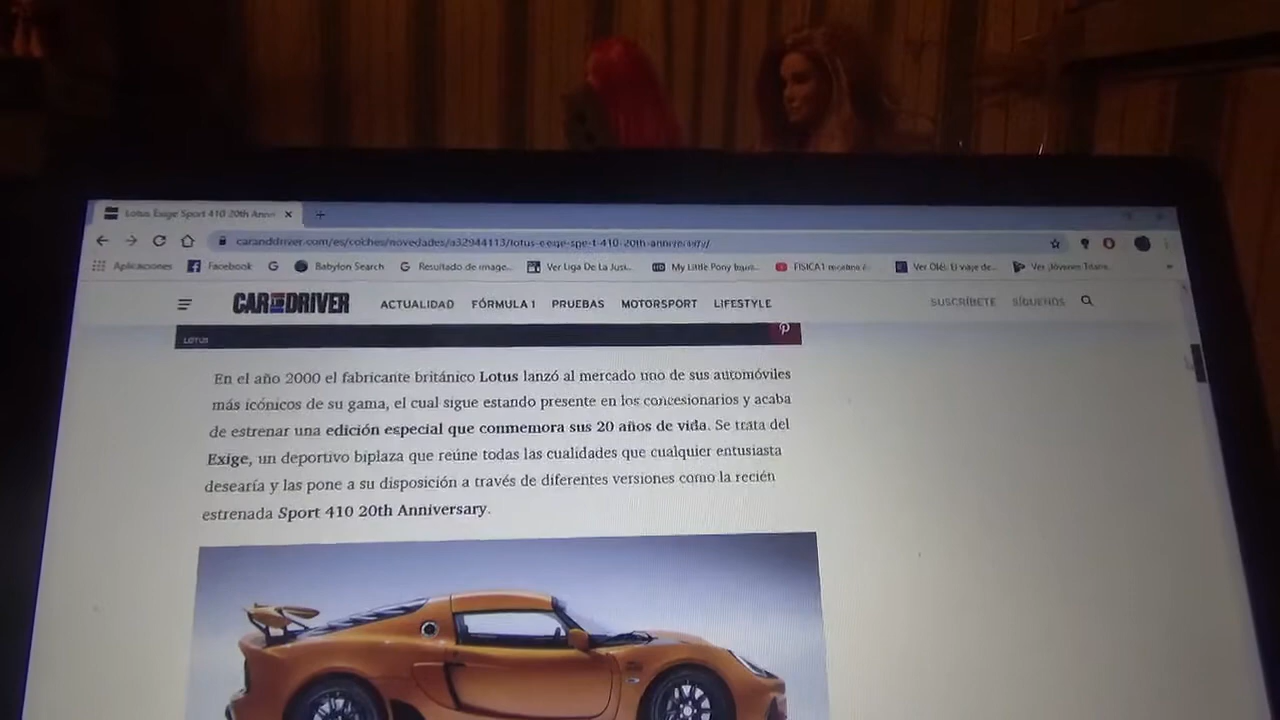 Lotus Exige Sport 410 20th Anniv
caranddriver.com/es/coches/novedades/a32944113/lotus-exige-sport-410-20th-anniversary/
Aplicaciones Facebook Babylon Search Resultado de image... Ver Liga De La Justi... My Little Pony Ver Olé! El viaje de... Ver Jóvenes Titane...
CAR AND DRIVER ACTUALIDAD FÓRMULA 1 PRUEBAS MOTORSPORT LIFESTYLE SUSCRÍBETE SÍGUENOS
LOTUS
En el año 2000 el fabricante británico Lotus lanzó al mercado uno de sus automóviles
más icónicos de su gama, el cual sigue estando presente en los concesionarios y acaba
de estrenar una edición especial que conmemora sus 20 años de vida. Se trata del
Exige, un deportivo biplaza que reúne todas las cualidades que cualquier entusiasta
desearía y las pone a su disposición a través de diferentes versiones como la recién
estrenada Sport 410 20th Anniversary.